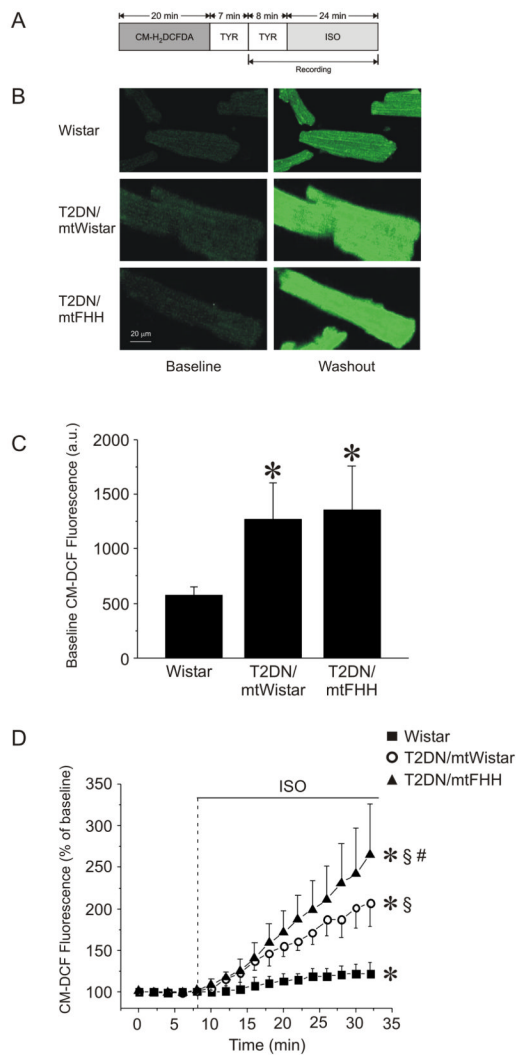 A
20 min 7 min 8 min 24 min
CM-H₂DCFDA TYR TYR ISO
Recording
B
Wistar
T2DN/
mtWistar
T2DN/
mtFHH
20 μm
Baseline Washout
C
Baseline CM-DCF Fluorescence (a.u.)
2000
1500
1000
500
0
* *
Wistar T2DN/ T2DN/
mtWistar mtFHH
D
Wistar
T2DN/mtWistar
T2DN/mtFHH
CM-DCF Fluorescence (% of baseline)
ISO
350
300
250
200
150
100
* § #
* §
*
0 5 10 15 20 25 30 35
Time (min)